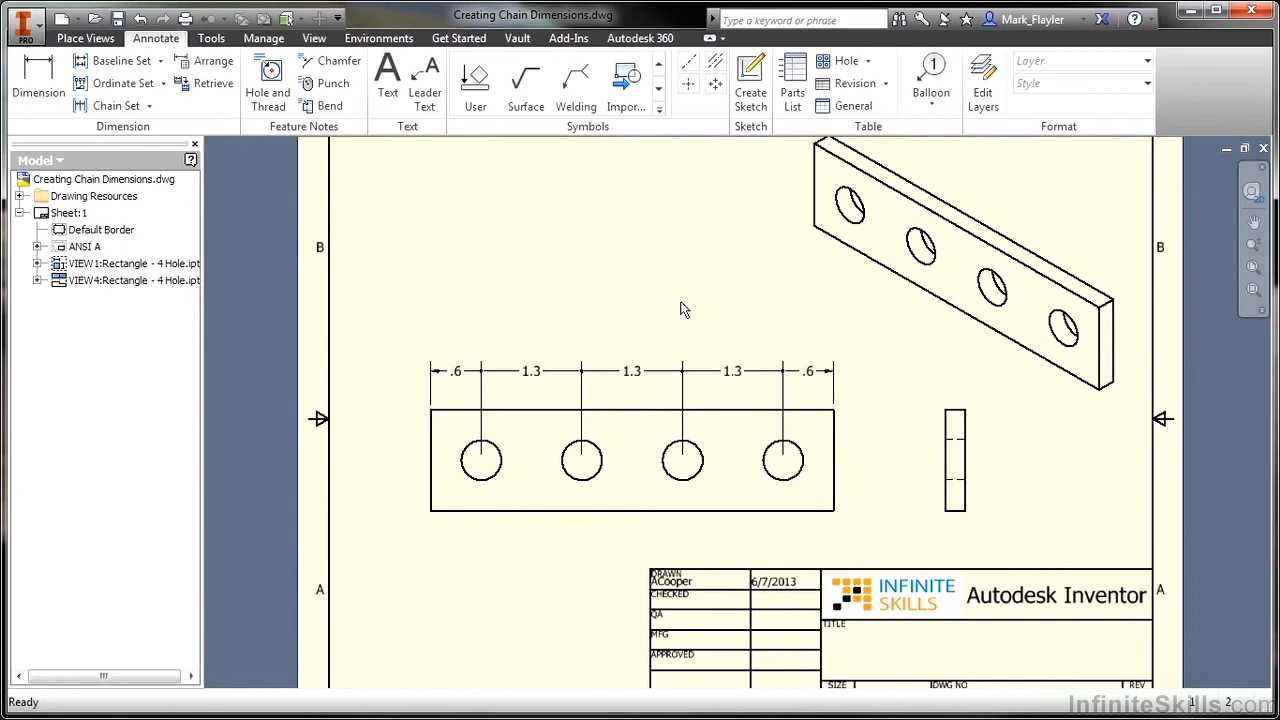 Creating Chain Dimensions.dwg
Type a keyword or phrase
Mark_Flayler
PRO
Place Views
Annotate
Tools
Manage
View
Environments
Get Started
Vault
Add-Ins
Autodesk 360
Dimension
Baseline Set
Ordinate Set
Chain Set
Arrange
Retrieve
Dimension
Hole and
Thread
Chamfer
Punch
Bend
Feature Notes
Text
Leader
Text
Text
User
Surface
Welding
Impor...
Symbols
Create
Sketch
Sketch
Parts
List
Hole
Revision
General
Table
Balloon
Edit
Layers
Layer
Style
Format
Model
Creating Chain Dimensions.dwg
Drawing Resources
Sheet:1
Default Border
ANSI A
VIEW1:Rectangle - 4 Hole.ipt
VIEW4:Rectangle - 4 Hole.ipt
B
B
.6 1.3 1.3 1.3 .6
A
A
DRAWN
ACooper 6/7/2013
CHECKED
QA
MFG
APPROVED
INFINITE
SKILLS
Autodesk Inventor
TITLE
SIZE DWG NO REV
Ready
1 2
InfiniteSkills.com